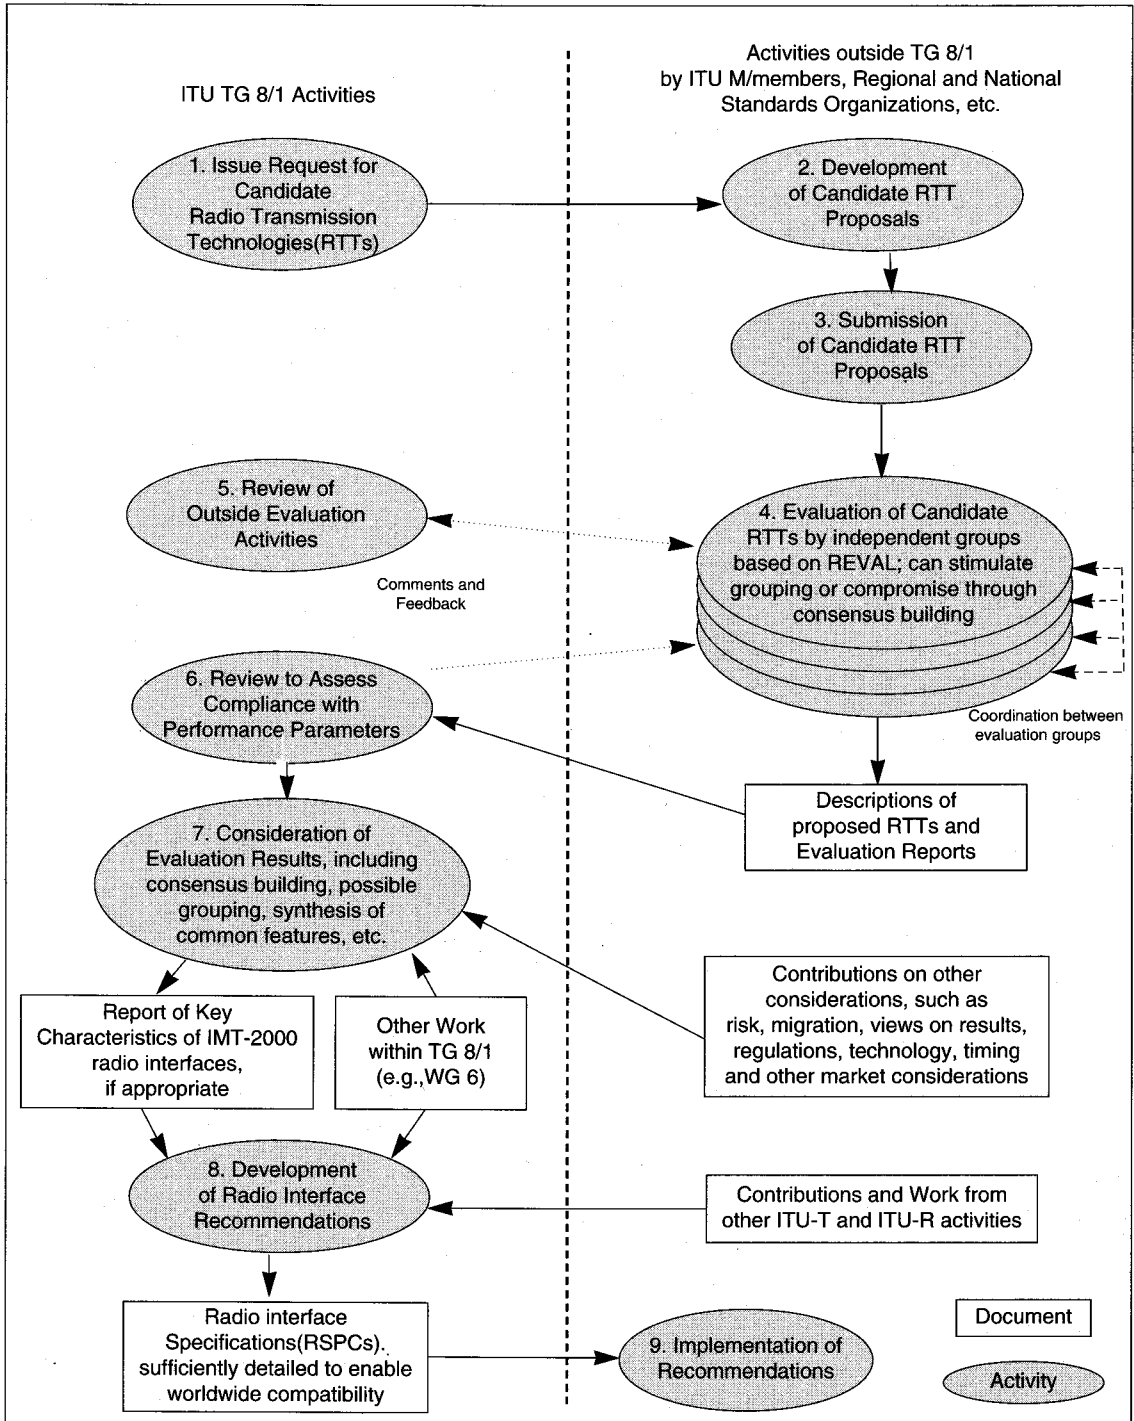 ITU TG 8/1 Activities
Activities outside TG 8/1
by ITU M/members, Regional and National
Standards Organizations, etc.
1. Issue Request for
Candidate
Radio Transmission
Technologies(RTTs)
2. Development
of Candidate RTT
Proposals
3. Submission
of Candidate RTT
Proposals
5. Review of
Outside Evaluation
Activities
4. Evaluation of Candidate
RTTs by independent groups
based on REVAL; can stimulate
grouping or compromise through
consensus building
Comments and
Feedback
6. Review to Assess
Compliance with
Performance Parameters
Coordination between
evaluation groups
Descriptions of
proposed RTTs and
Evaluation Reports
7. Consideration of
Evaluation Results, including
consensus building, possible
grouping, synthesis of
common features, etc.
Contributions on other
considerations, such as
risk, migration, views on results,
regulations, technology, timing
and other market considerations
Report of Key
Characteristics of IMT-2000
radio interfaces,
if appropriate
Other Work
within TG 8/1
(e.g.,WG 6)
8. Development
of Radio Interface
Recommendations
Contributions and Work from
other ITU-T and ITU-R activities
Radio interface
Specifications(RSPCs).
sufficiently detailed to enable
worldwide compatibility
9. Implementation of
Recommendations
Document
Activity